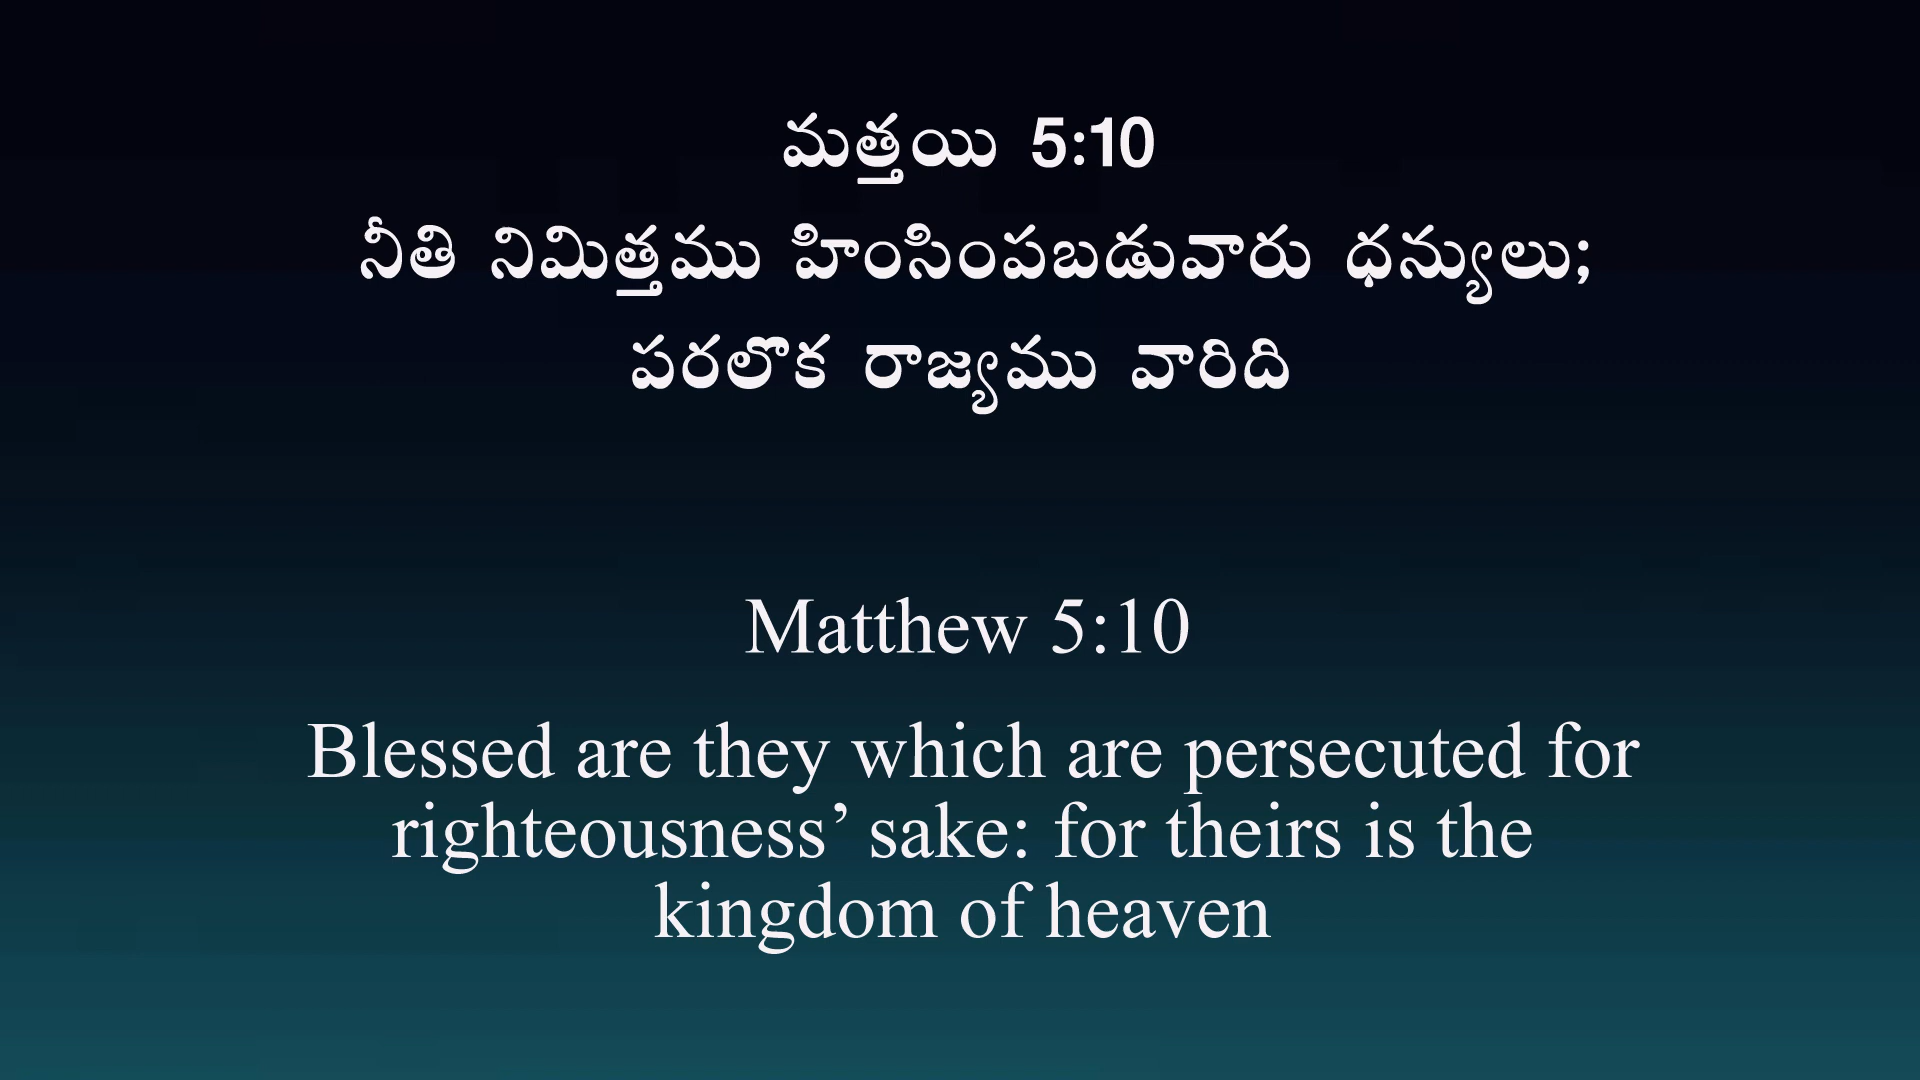 మత్తయి 5:10
నీతి నిమిత్తము హింసింపబడువారు ధన్యులు;
పరలొక రాజ్యము వారిది
Matthew 5:10
Blessed are they which are persecuted for
righteousness’ sake: for theirs is the
kingdom of heaven